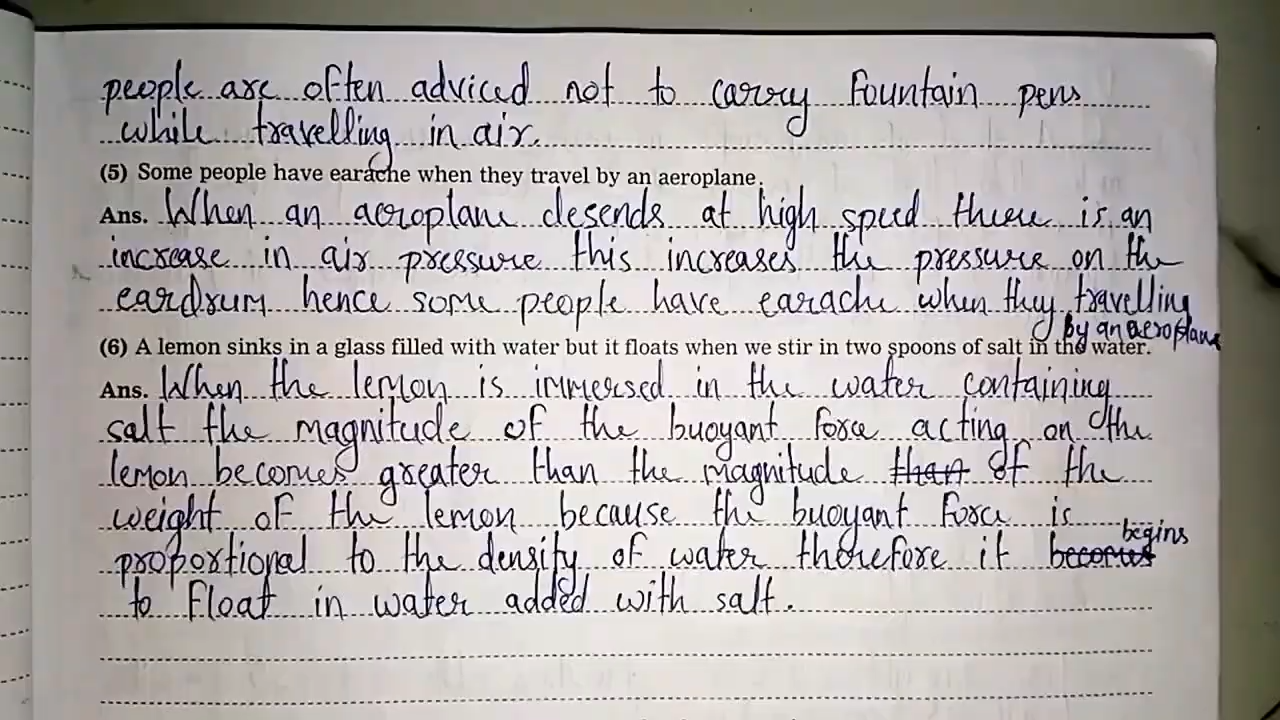 people are often adviced not to carry fountain pens
while travelling in air.
(5) Some people have earache when they travel by an aeroplane.
Ans. When an aeroplane desends at high speed there is an
increase in air pressure this increases the pressure on the
eardrum hence some people have earache when they travelling
by an aeroplane
(6) A lemon sinks in a glass filled with water but it floats when we stir in two spoons of salt in the water.
Ans. When the lemon is immersed in the water containing
salt the magnitude of the buoyant force acting on the
lemon becomes greater than the magnitude than of the
weight of the lemon because the buoyant force is
proportional to the density of water therefore it becomes begins
to float in water added with salt.